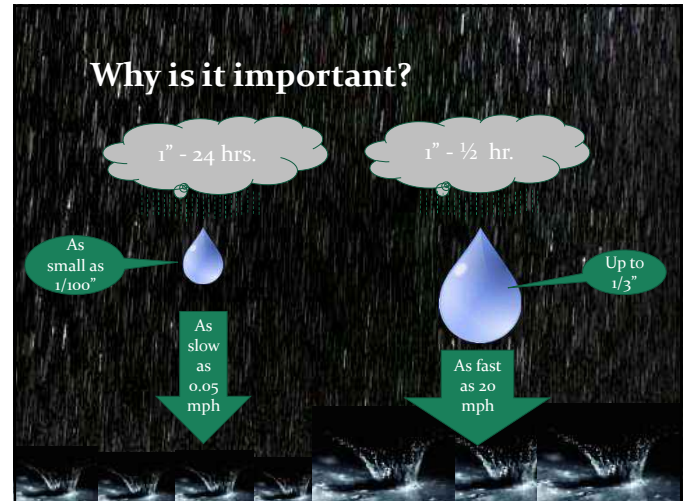 Why is it important?
1” - 24 hrs.
1” - ½ hr.
As
small as
1/100”
Up to
1/3”
As
slow
as
0.05
mph
As fast
as 20
mph